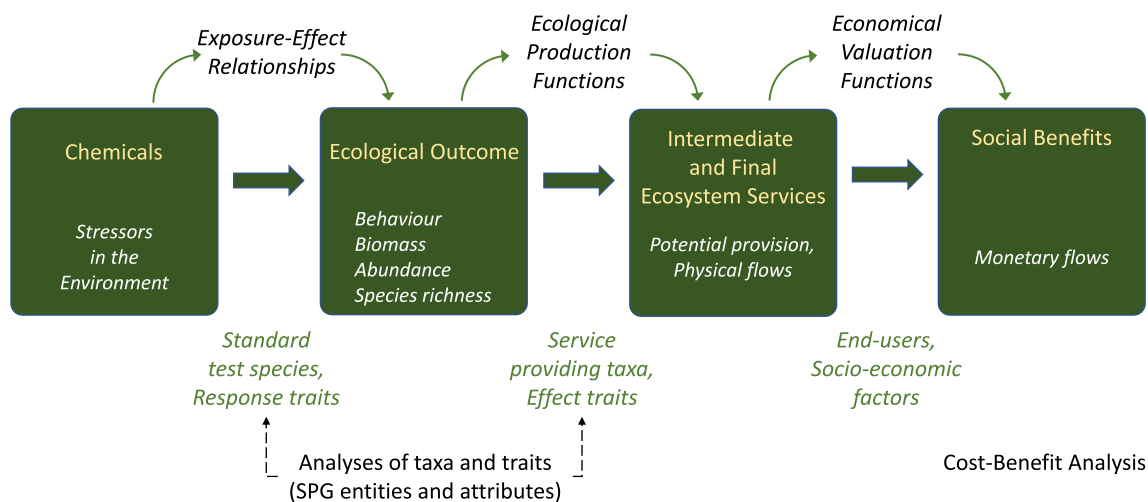 Exposure-Effect
Relationships
Ecological
Production
Functions
Economical
Valuation
Functions
Chemicals
Stressors
in the
Environment
Ecological Outcome
Behaviour
Biomass
Abundance
Species richness
Intermediate
and Final
Ecosystem Services
Potential provision,
Physical flows
Social Benefits
Monetary flows
Standard
test species,
Response traits
Service
providing taxa,
Effect traits
End-users,
Socio-economic
factors
Analyses of taxa and traits
(SPG entities and attributes)
Cost-Benefit Analysis